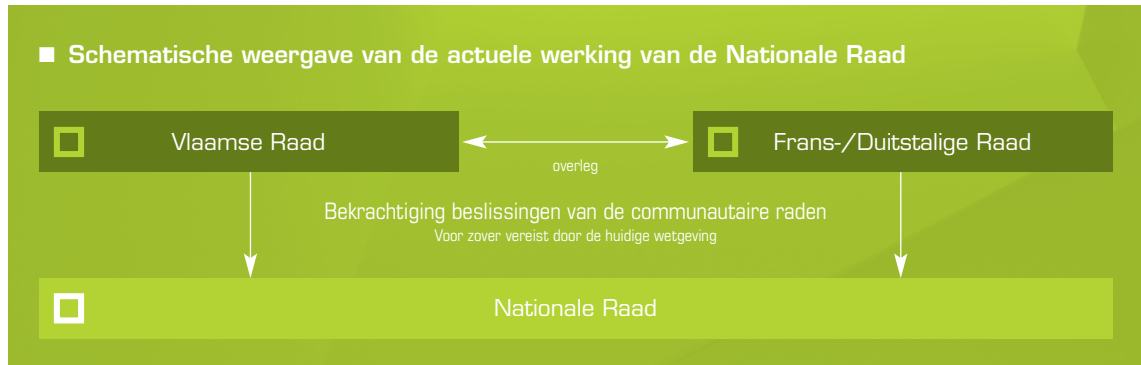 Schematische weergave van de actuele werking van de Nationale Raad
Vlaamse Raad
Frans-/Duitstalige Raad
overleg
Bekrachtiging beslissingen van de communautaire raden
Voor zover vereist door de huidige wetgeving
Nationale Raad